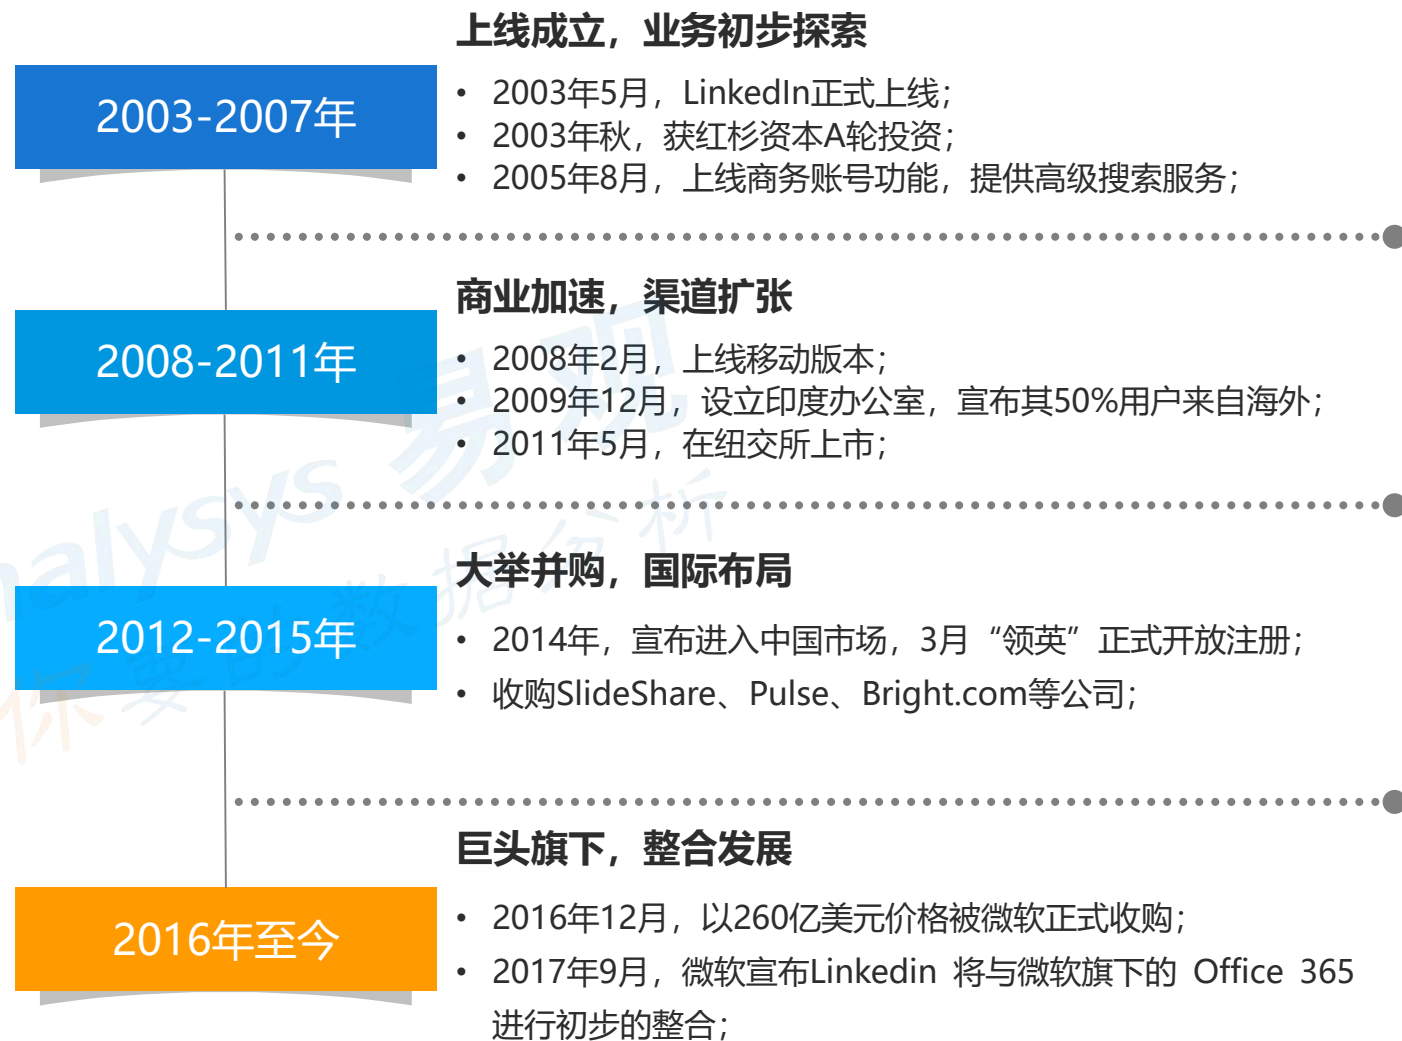 上线成立，业务初步探索
2003-2007年
• 2003年5月，LinkedIn正式上线；
• 2003年秋，获红杉资本A轮投资；
• 2005年8月，上线商务账号功能，提供高级搜索服务；
商业加速，渠道扩张
2008-2011年
• 2008年2月，上线移动版本；
• 2009年12月，设立印度办公室，宣布其50%用户来自海外；
• 2011年5月，在纽交所上市；
nalysys 易观
你要的数据分析
大举并购，国际布局
2012-2015年
• 2014年，宣布进入中国市场，3月“领英”正式开放注册；
• 收购SlideShare、Pulse、Bright.com等公司；
巨头旗下，整合发展
2016年至今
• 2016年12月，以260亿美元价格被微软正式收购；
• 2017年9月，微软宣布Linkedin 将与微软旗下的 Office 365
进行初步的整合；